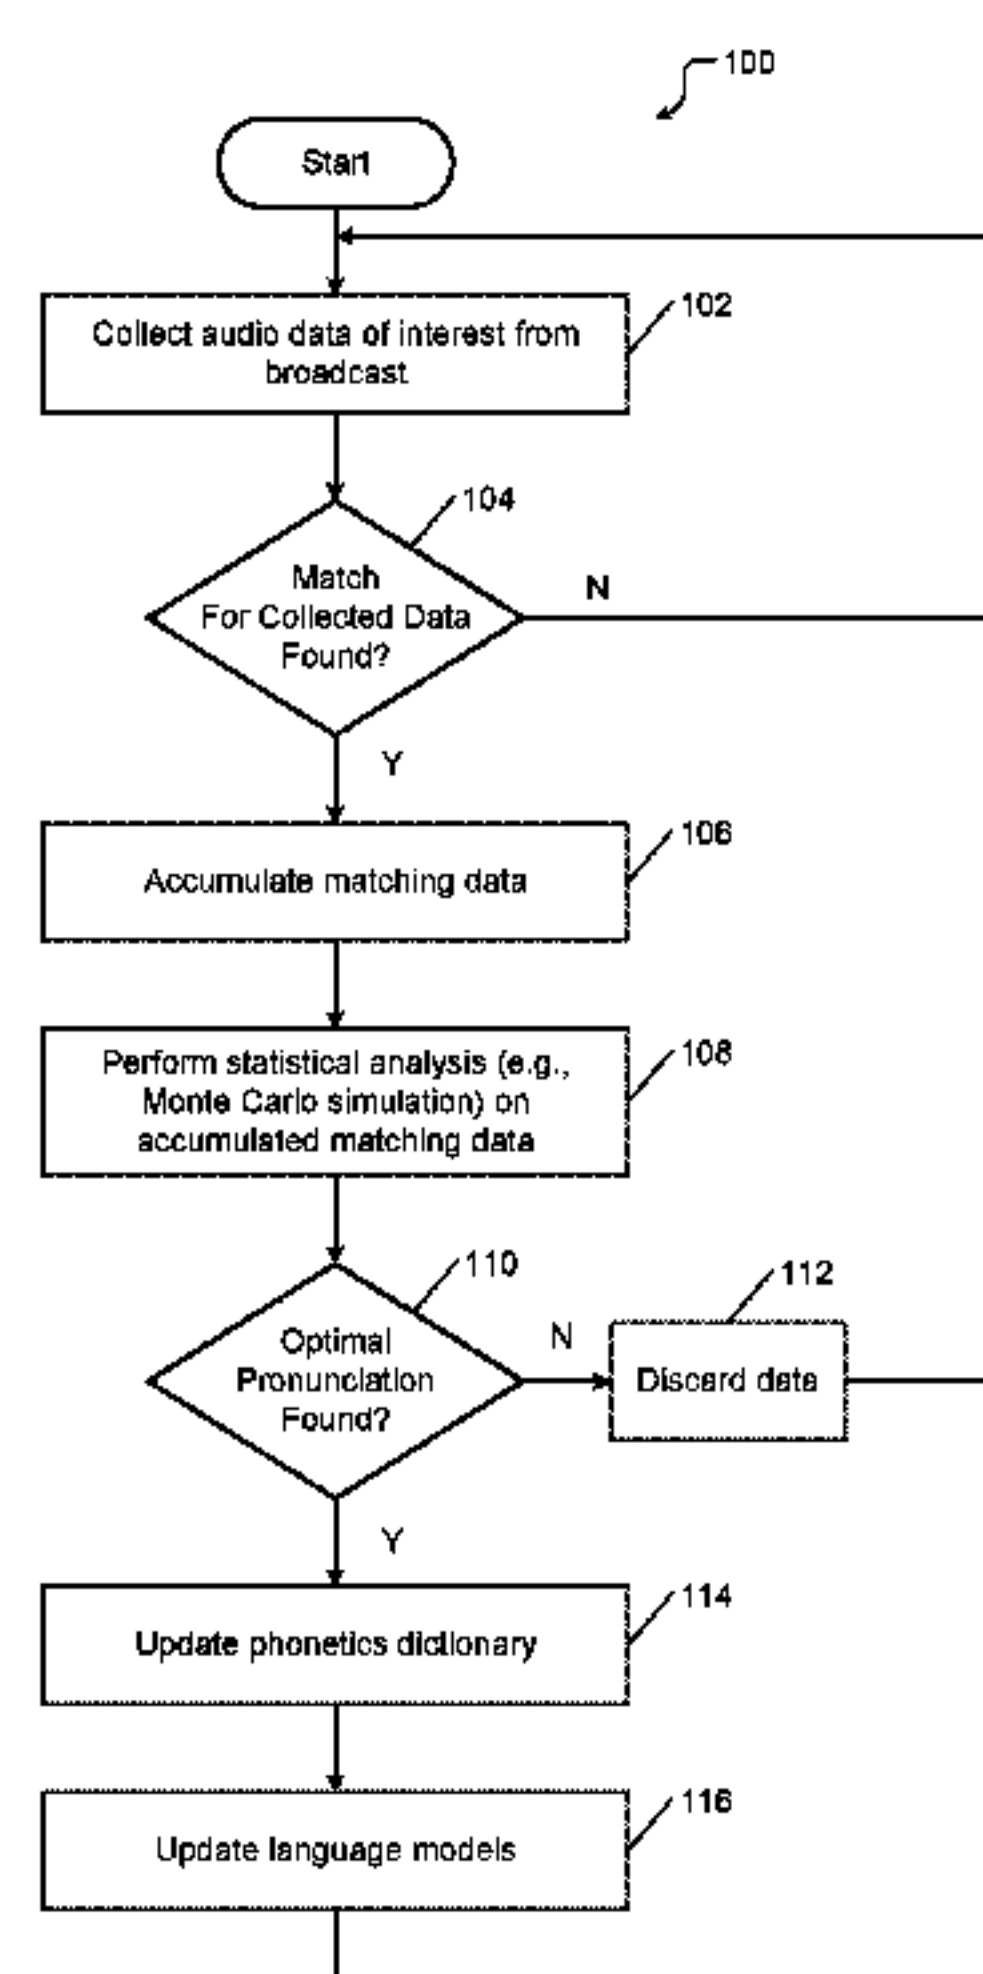 100
Start
102
Collect audio data of interest from
broadcast
104
Match
For Collected Data
Found?
N
Y
106
Accumulate matching data
108
Perform statistical analysis (e.g.,
Monte Carlo simulation) on
accumulated matching data
110
Optimal
Pronunciation
Found?
N
112
Discard data
Y
114
Update phonetics dictionary
116
Update language models